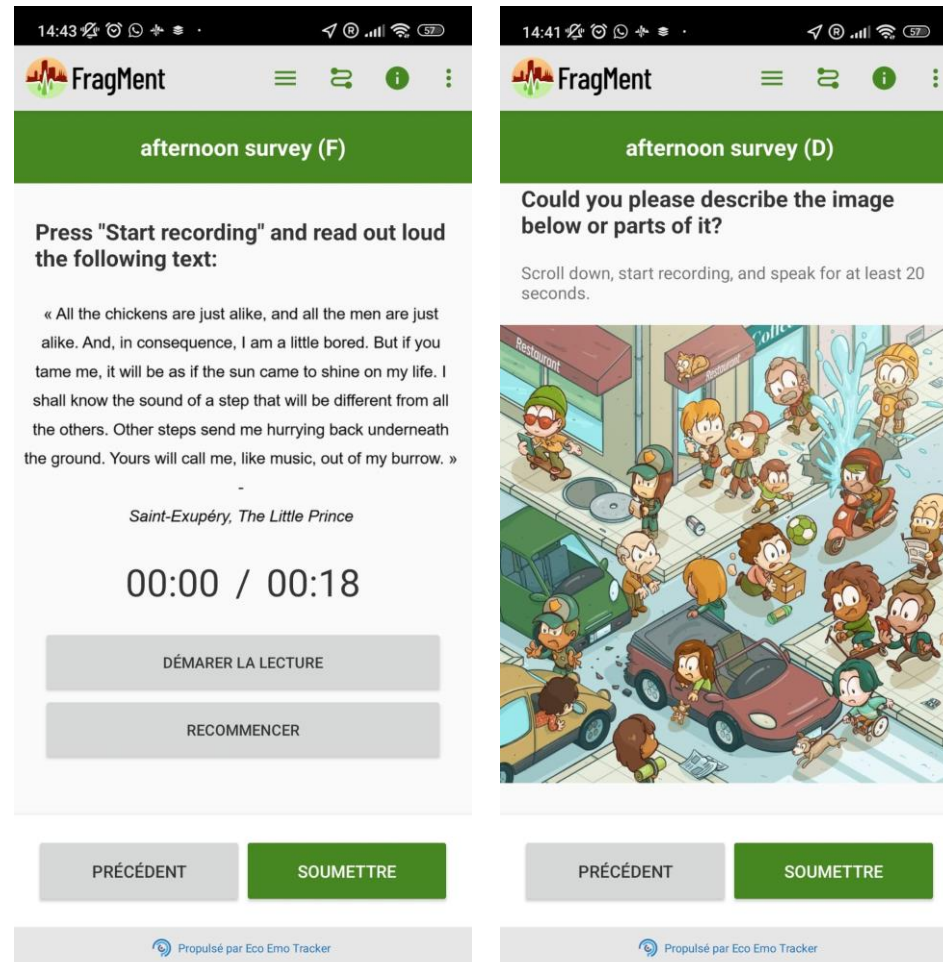 14:43
57
FragMent
afternoon survey (F)
Press "Start recording" and read out loud
the following text:
« All the chickens are just alike, and all the men are just
alike. And, in consequence, I am a little bored. But if you
tame me, it will be as if the sun came to shine on my life. I
shall know the sound of a step that will be different from all
the others. Other steps send me hurrying back underneath
the ground. Yours will call me, like music, out of my burrow. »
-
Saint-Exupéry, The Little Prince
00:00 / 00:18
DÉMARER LA LECTURE
RECOMMENCER
PRÉCÉDENT
SOUMETTRE
Propulsé par Eco Emo Tracker
14:41
57
FragMent
afternoon survey (D)
Could you please describe the image
below or parts of it?
Scroll down, start recording, and speak for at least 20
seconds.
Restaurant
Restaurant
PRÉCÉDENT
SOUMETTRE
Propulsé par Eco Emo Tracker